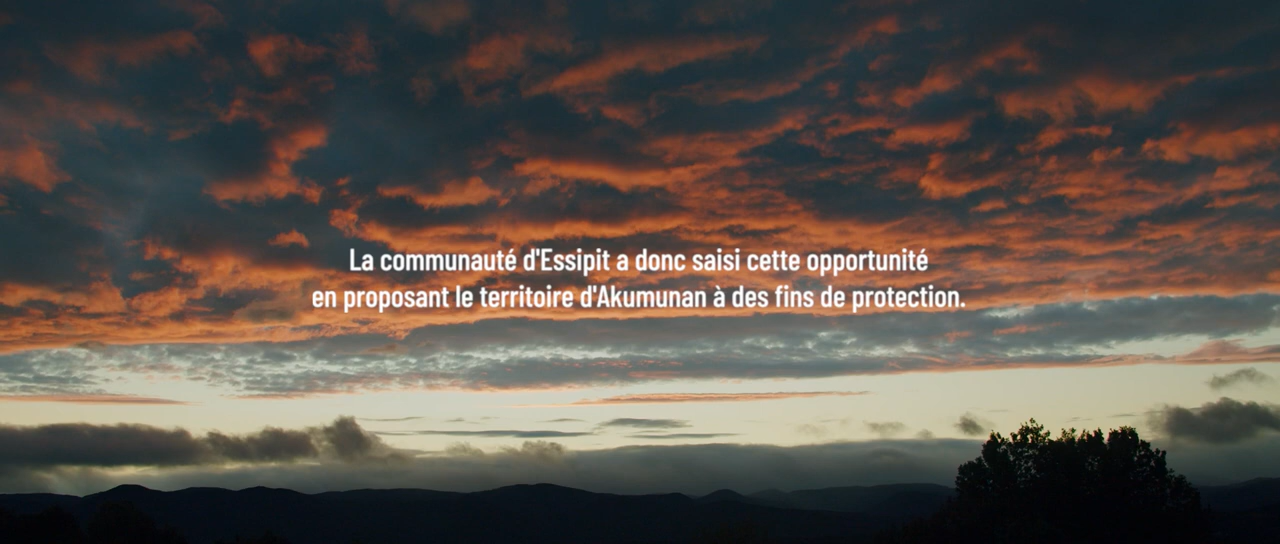 La communauté d'Essipit a donc saisi cette opportunité
en proposant le territoire d'Akumunan à des fins de protection.